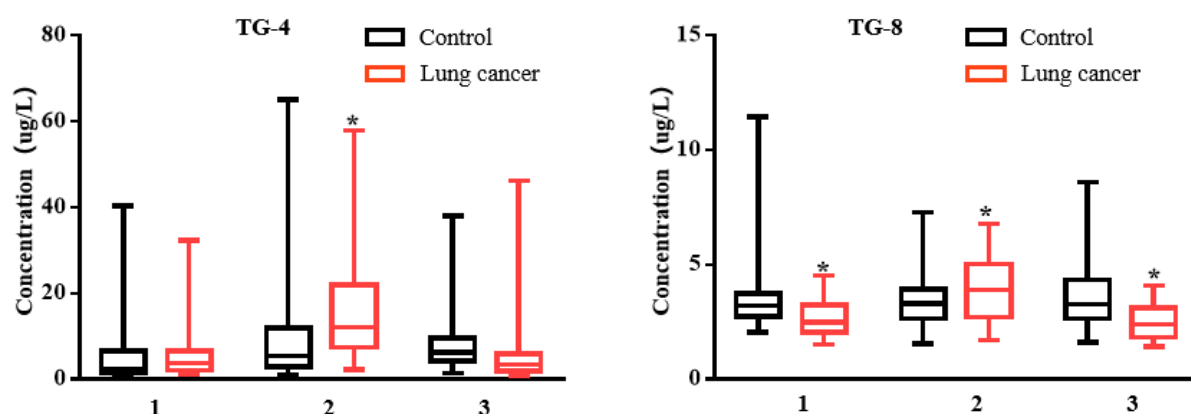 TG-4
Control
Lung cancer
Concentration (ug/L)
80
60
40
20
0
*
1
2
3
TG-8
Control
Lung cancer
Concentration (ug/L)
15
10
5
0
*
*
*
1
2
3